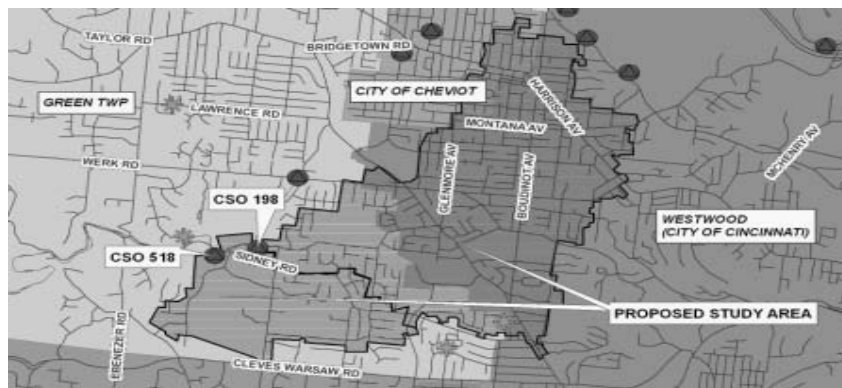 TAYLOR RD
BRIDGETOWN RD
CITY OF CHEVIOT
GREEN TWP
LAWRENCE RD
HARRISON AV
MONTANA AV
GLENMORE AV
BOUDINOT AV
MCHENRY AV
WERK RD
CSO 198
WESTWOOD
(CITY OF CINCINNATI)
CSO 518
SIDNEY RD
PROPOSED STUDY AREA
EBENEZER RD
CLEVES WARSAW RD